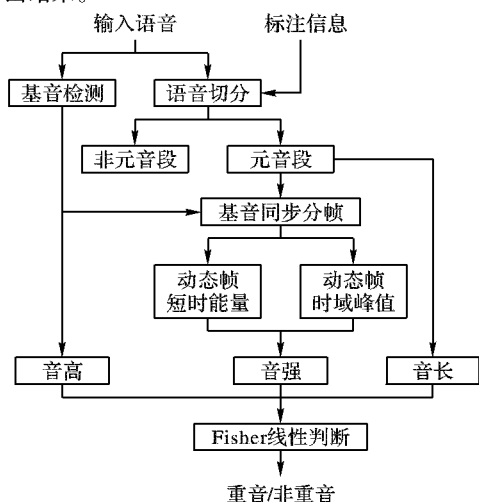 输入语音 标注信息
基音检测 语音切分
非元音段 元音段
基音同步分帧
动态帧 动态帧
短时能量 时域峰值
音高 音强 音长
Fisher线性判断
重音/非重音